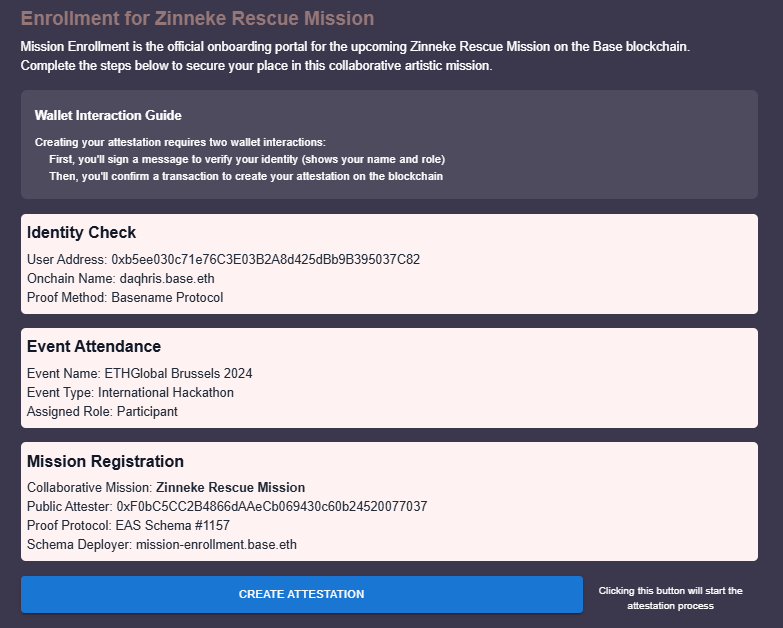 Enrollment for Zinneke Rescue Mission
Mission Enrollment is the official onboarding portal for the upcoming Zinneke Rescue Mission on the Base blockchain.
Complete the steps below to secure your place in this collaborative artistic mission.
Wallet Interaction Guide
Creating your attestation requires two wallet interactions:
First, you'll sign a message to verify your identity (shows your name and role)
Then, you'll confirm a transaction to create your attestation on the blockchain
Identity Check
User Address: 0xb5ee030c71e76C3E03B2A8d425dBb9B395037C82
Onchain Name: daqhris.base.eth
Proof Method: Basename Protocol
Event Attendance
Event Name: ETHGlobal Brussels 2024
Event Type: International Hackathon
Assigned Role: Participant
Mission Registration
Collaborative Mission: Zinneke Rescue Mission
Public Attester: 0xF0bC5CC2B4866dAAeCb069430c60b24520077037
Proof Protocol: EAS Schema #1157
Schema Deployer: mission-enrollment.base.eth
CREATE ATTESTATION
Clicking this button will start the
attestation process